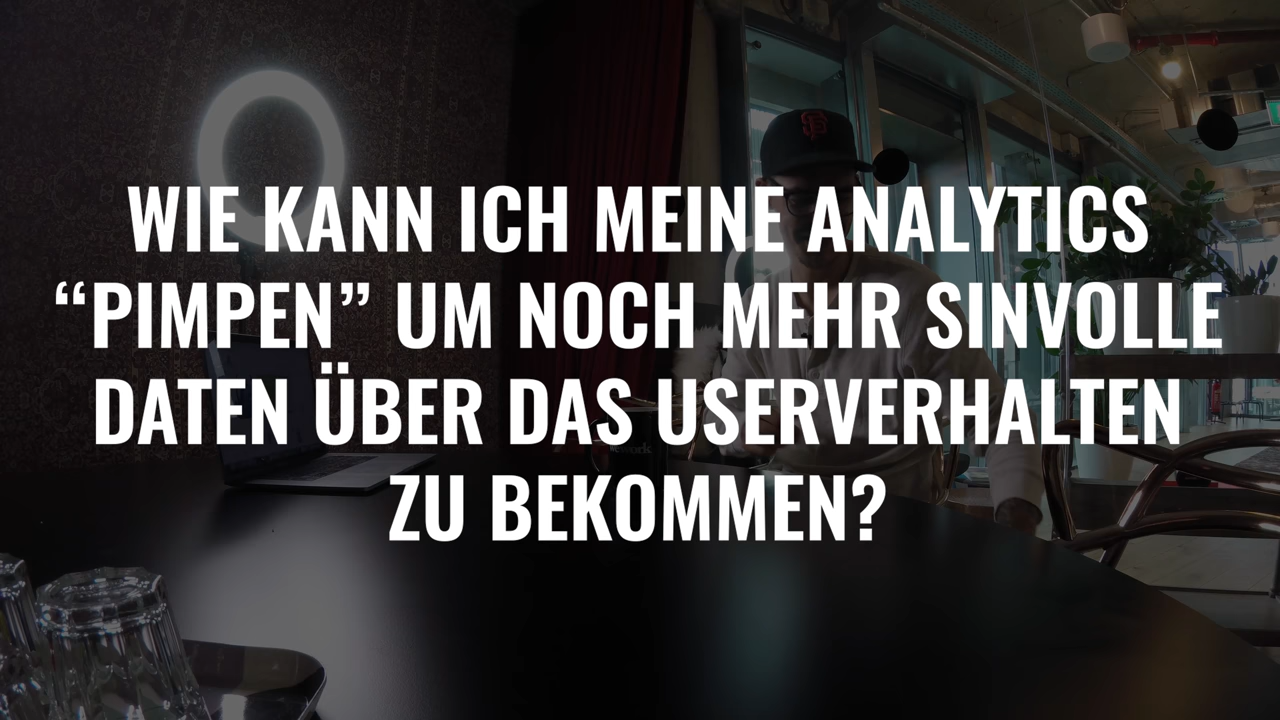 WIE KANN ICH MEINE ANALYTICS
“PIMPEN” UM NOCH MEHR SINVOLLE
DATEN ÜBER DAS USERVERHALTEN
ZU BEKOMMEN?